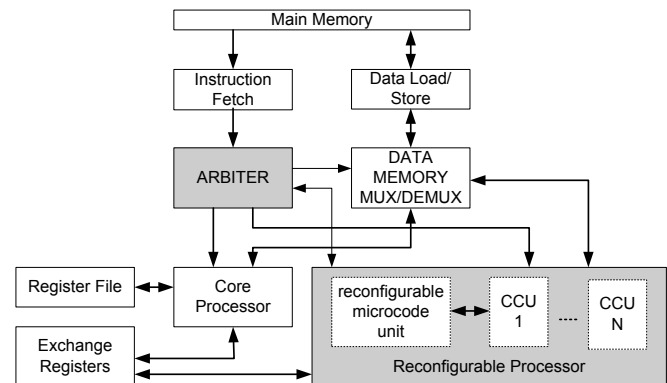 Main Memory
Instruction
Fetch
Data Load/
Store
ARBITER
DATA
MEMORY
MUX/DEMUX
Register File
Core
Processor
reconfigurable
microcode
unit
CCU
1
....
CCU
N
Exchange
Registers
Reconfigurable Processor